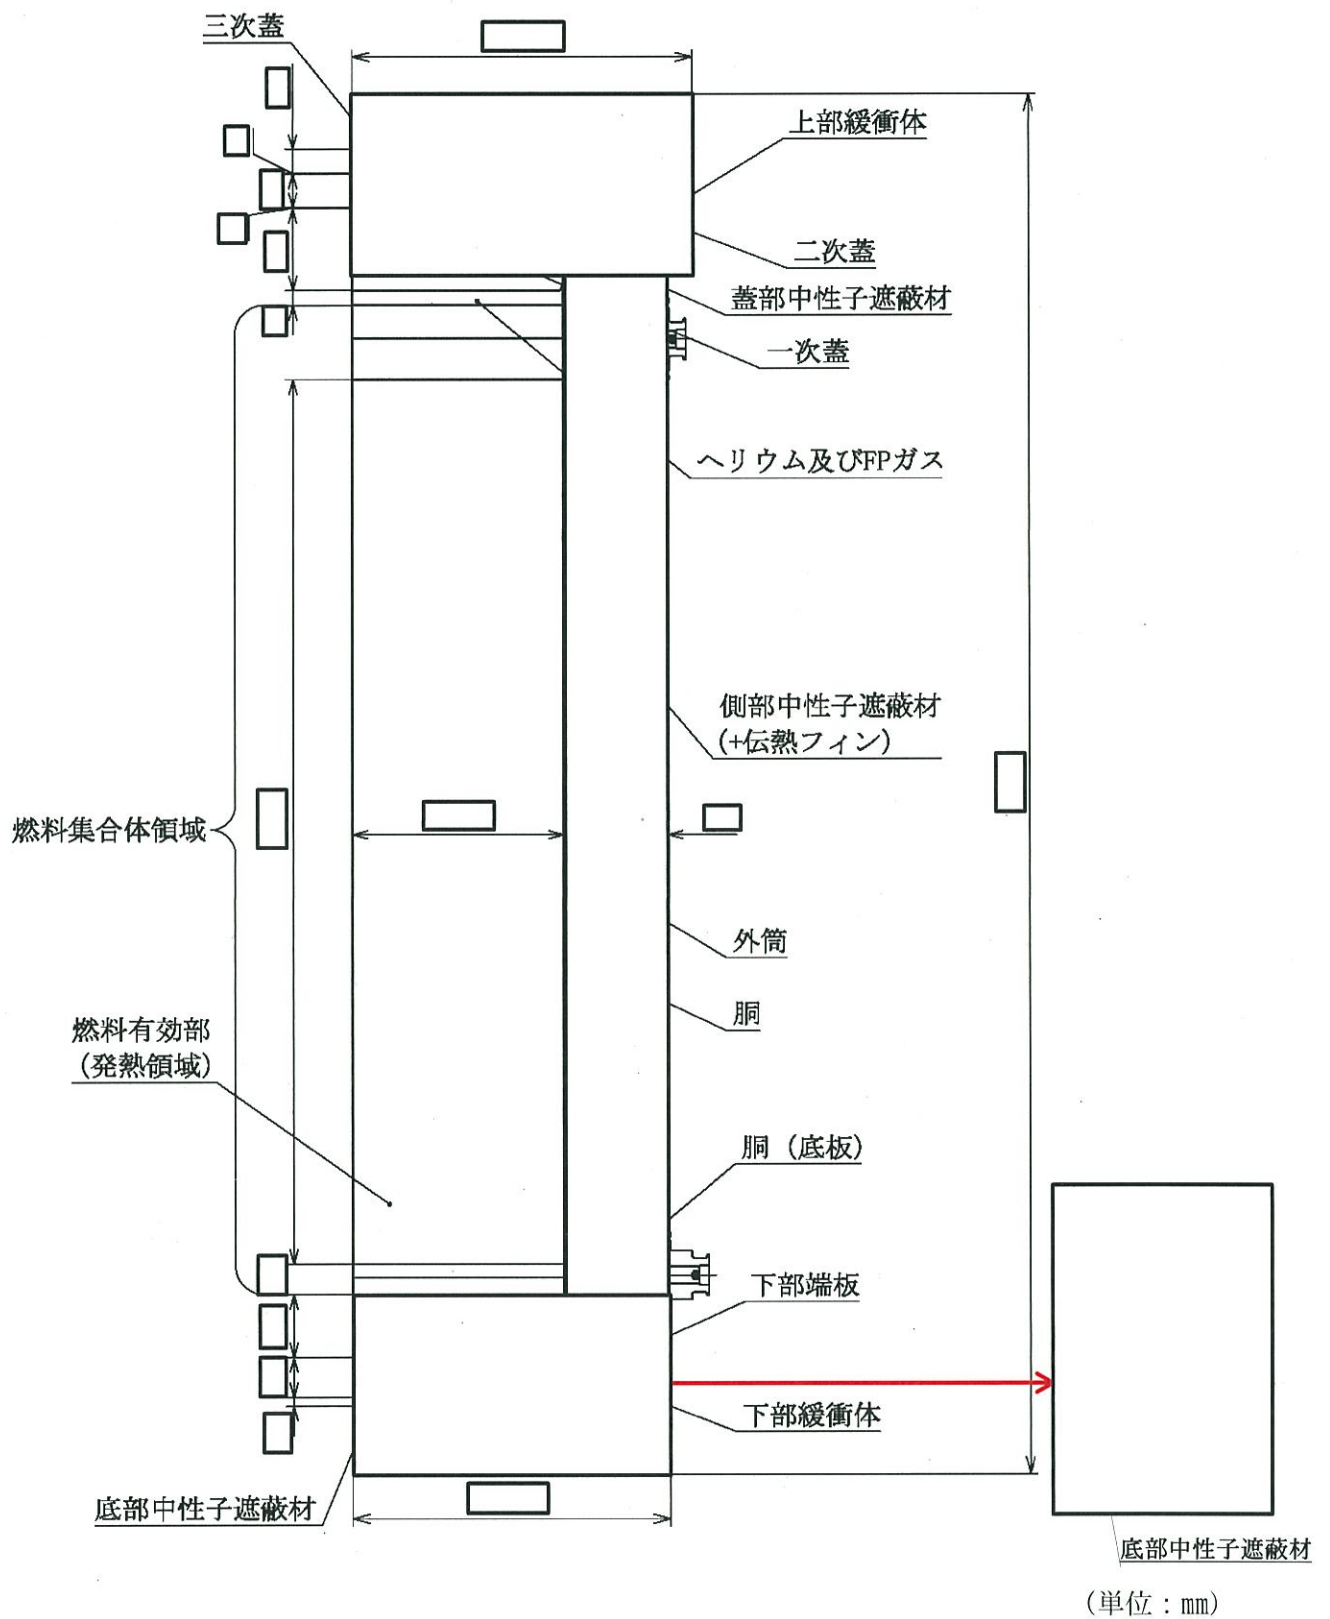 三次蓋
上部緩衝体
二次蓋
蓋部中性子遮蔽材
一次蓋
ヘリウム及びFPガス
側部中性子遮蔽材
(+伝熱フィン)
燃料集合体領域
外筒
胴
燃料有効部
(発熱領域)
胴（底板）
下部端板
下部緩衝体
底部中性子遮蔽材
底部中性子遮蔽材
(単位：mm)